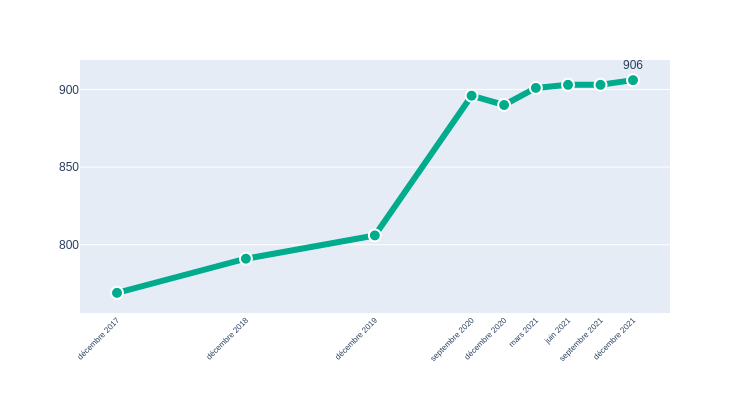 906
900
850
800
décembre 2017
décembre 2018
décembre 2019
septembre 2020
décembre 2020
mars 2021
juin 2021
septembre 2021
décembre 2021